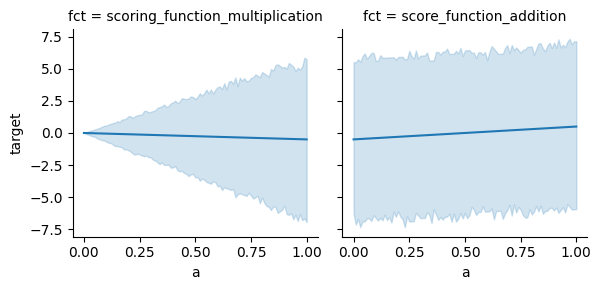 fct = scoring_function_multiplication
fct = score_function_addition
target
7.5
5.0
2.5
0.0
−2.5
−5.0
−7.5
0.00 0.25 0.50 0.75 1.00
a
0.00 0.25 0.50 0.75 1.00
a